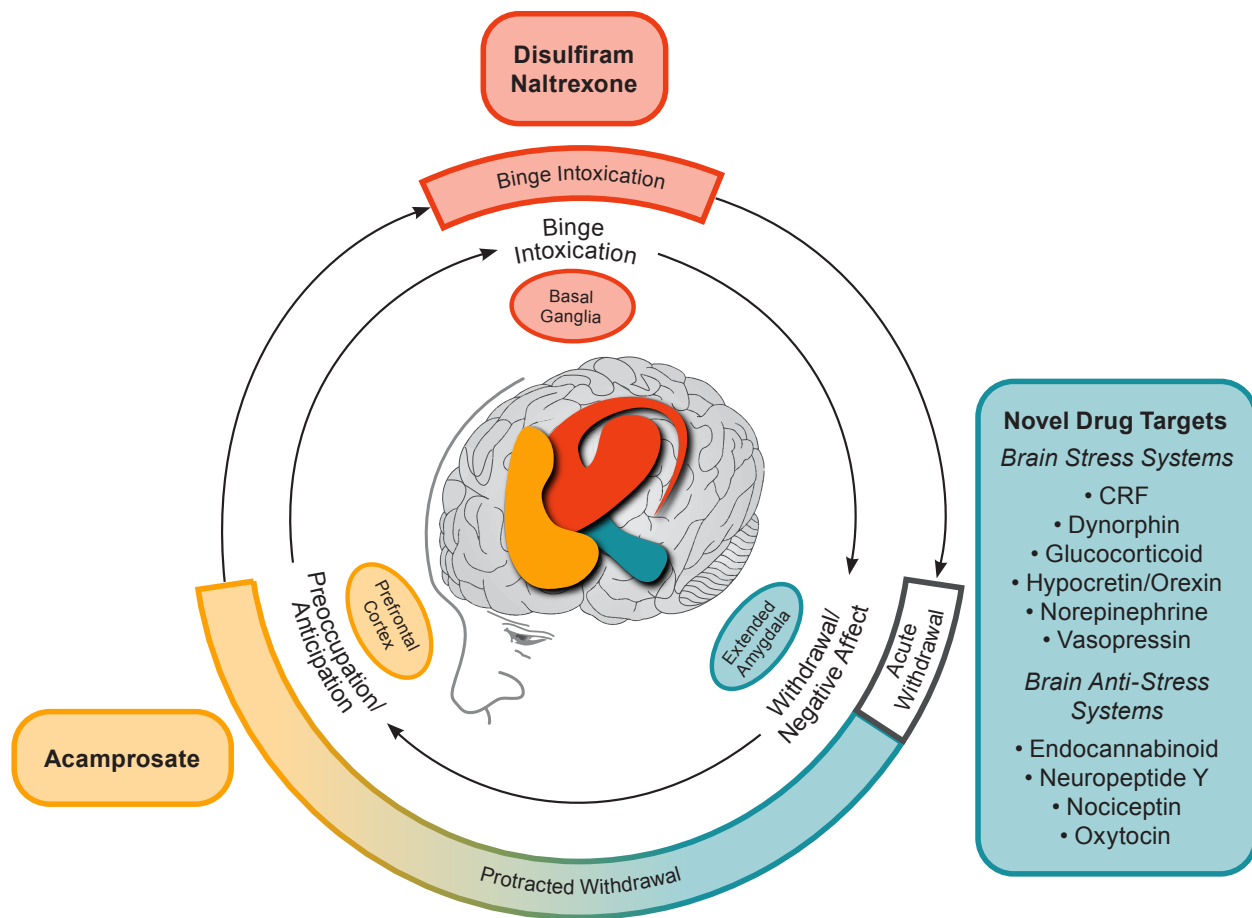 Disulfiram
Naltrexone
Binge Intoxication
Binge
Intoxication
Basal
Ganglia
Novel Drug Targets
Brain Stress Systems
• CRF
• Dynorphin
• Glucocorticoid
• Hypocretin/Orexin
• Norepinephrine
• Vasopressin
Brain Anti-Stress
Systems
• Endocannabinoid
• Neuropeptide Y
• Nociceptin
• Oxytocin
Prefrontal
Cortex
Preoccupation/
Anticipation
Extended
Amygdala
Withdrawal/
Negative Affect
Acute
Withdrawal
Acamprosate
Protracted Withdrawal